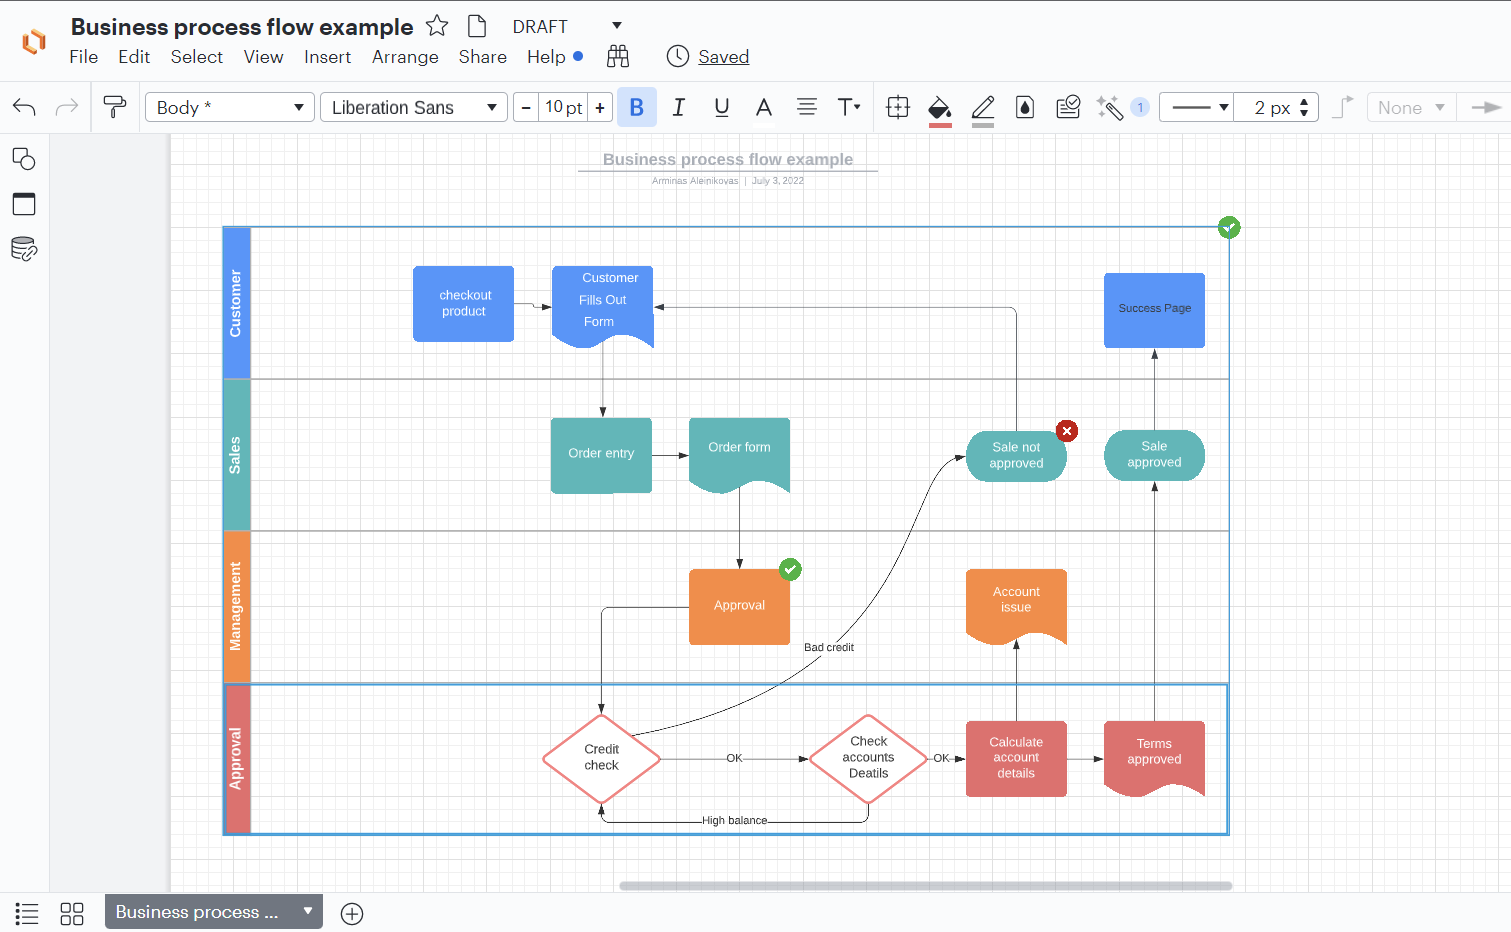 Business process flow example
DRAFT
File Edit Select View Insert Arrange Share Help
Saved
Body *
Liberation Sans
- 10 pt +
B I U A T
1
2 px
None
Business process flow example
Arminas Aleinikovas | July 3, 2022
Customer
checkout
product
Customer
Fills Out
Form
Success Page
Sales
Order entry
Order form
Sale not
approved
Sale
approved
Management
Approval
Account
issue
Bad credit
Approval
Credit
check
OK
Check
accounts
Deatils
OK
Calculate
account
details
Terms
approved
High balance
Business process ...